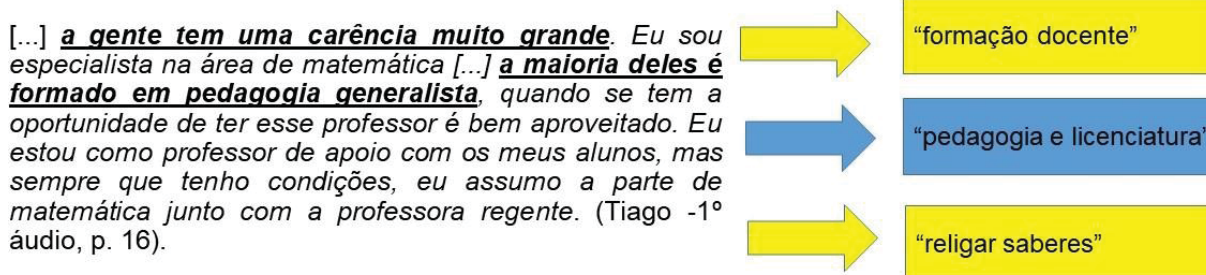 [...] a gente tem uma carência muito grande. Eu sou
especialista na área de matemática [...] a maioria deles é
formado em pedagogia generalista, quando se tem a
oportunidade de ter esse professor é bem aproveitado. Eu
estou como professor de apoio com os meus alunos, mas
sempre que tenho condições, eu assumo a parte de
matemática junto com a professora regente. (Tiago -1º
áudio, p. 16).
“formação docente”
“pedagogia e licenciatura”
“religar saberes”